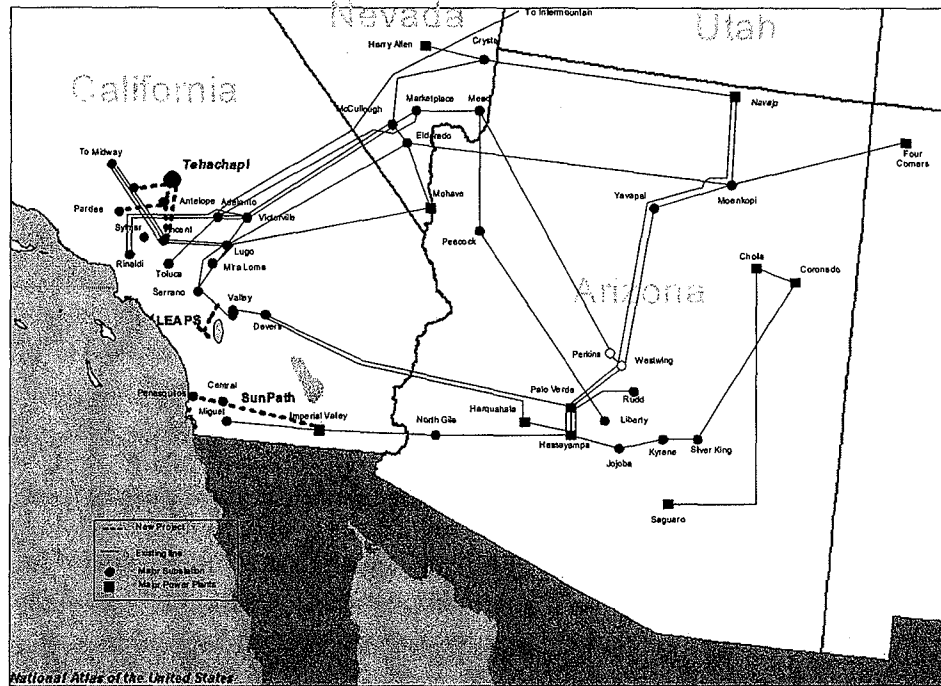 Nevada
To Intermountain
Utah
Harry Allen
Crysta
California
McCullough
Marketplace
Mead
Navajo
Eldorado
To Midway
Tehachapi
Four
Corners
Mohave
Yavapai
Moenkopi
Pardee
Antelope
Adelanto
Victorville
Sylmar
Vincent
Lugo
Peacock
Rinaldi
Toluca
Mira Loma
Chola
Coronado
Serrano
Arizona
Valley
LEAPS
Devers
Perkins
Westwing
Palo Verde
Rudd
Penasquitos
Central
SunPath
Miguel
Imperial Valley
North Gila
Harquahala
Liberty
Hassayampa
Jojoba
Kyrene
Silver King
Saguaro
New Project
Existing line
Major Substation
Major Power Plants
National Atlas of the United States